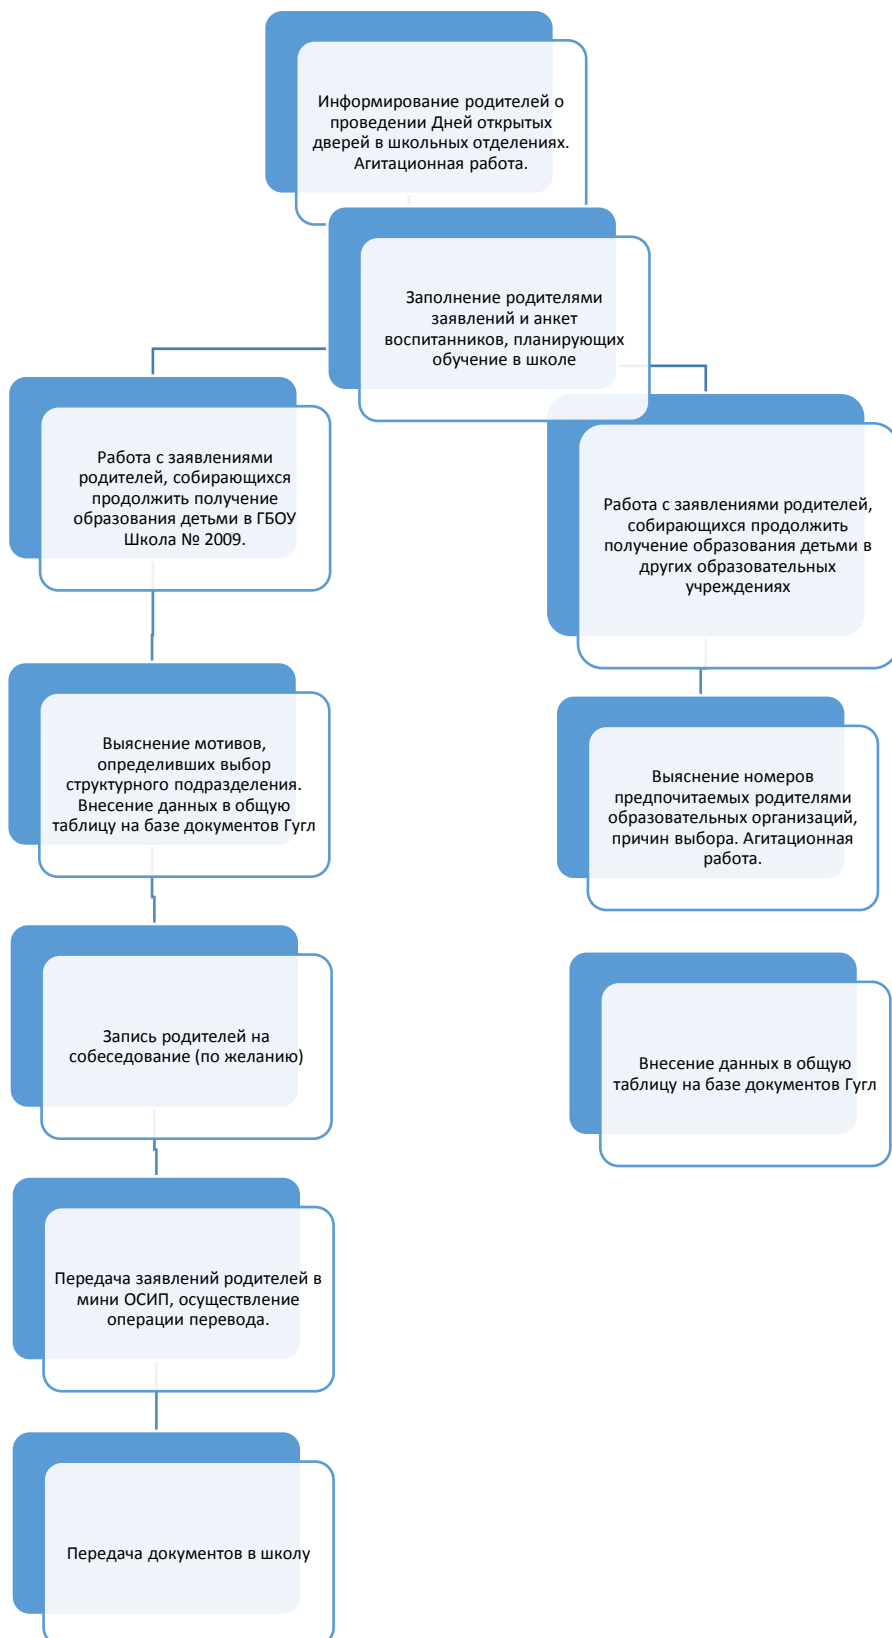 Информирование родителей о
проведении Дней открытых
дверей в школьных отделениях.
Агитационная работа.
Заполнение родителями
заявлений и анкет
воспитанников, планирующих
обучение в школе
Работа с заявлениями
родителей, собирающихся
продолжить получение
образования детьми в ГБОУ
Школа № 2009.
Выяснение мотивов,
определивших выбор
структурного подразделения.
Внесение данных в общую
таблицу на базе документов Гугл
Запись родителей на
собеседование (по желанию)
Передача заявлений родителей в
мини ОСИП, осуществление
операции перевода.
Передача документов в школу
Работа с заявлениями родителей,
собирающихся продолжить
получение образования детьми в
других образовательных
учреждениях
Выяснение номеров
предпочитаемых родителями
образовательных организаций,
причин выбора. Агитационная
работа.
Внесение данных в общую
таблицу на базе документов Гугл